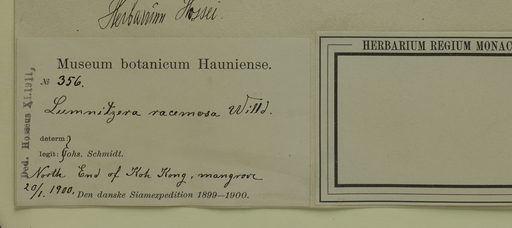 Herbarium Hossei.
Museum botanicum Hauniense.
№ 356.
Lumnitzera racemosa Willd.
determ:
legit: Johs. Schmidt.
North End of Koh Kong, mangrove
20/1. 1900. Den danske Siamexpedition 1899—1900.
Ded. Hosseus XI.1911,
HERBARIUM REGIUM MONAC